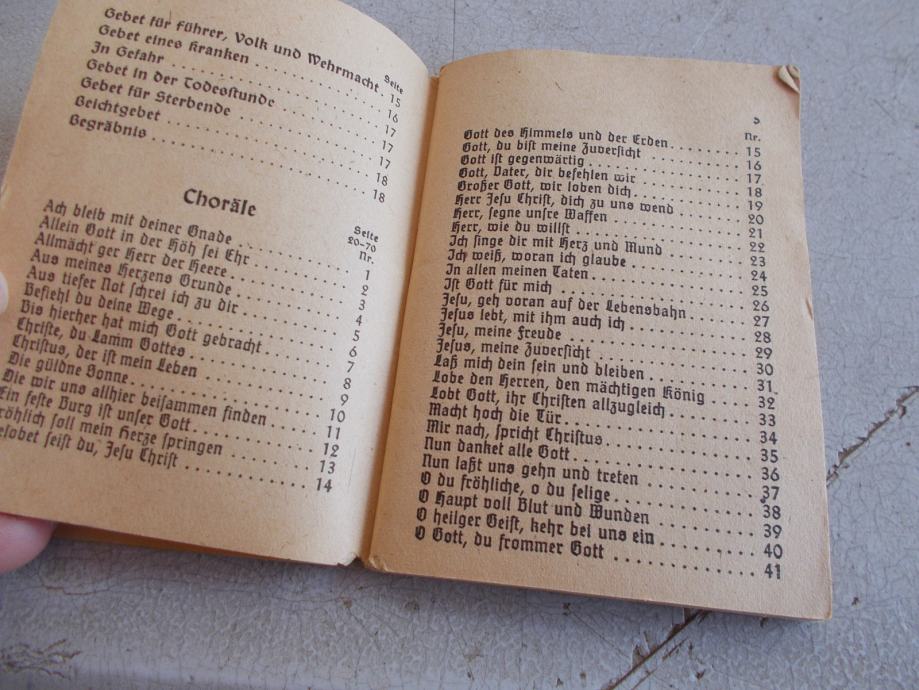 Seite
Gebet für Führer, Volk und Wehrmacht. 15
Gebet eines Kranken . . . . . . . . . . . . 16
In Gefahr . . . . . . . . . . . . . . . . . . 17
Gebet in der Todesstunde . . . . . . . . . 17
Gebet für Sterbende . . . . . . . . . . . . 17
Beichtgebet . . . . . . . . . . . . . . . . . 18
Begräbnis . . . . . . . . . . . . . . . . . . 18
Choräle
Seite
20-70
Nr.
Ach bleib mit deiner Gnade . . . . . . . . 1
Allein Gott in der Höh sei Ehr . . . . . . 2
Allmächt ger Herr der Heere . . . . . . . 3
Aus meines Herzens Grunde . . . . . . . 4
Aus tiefer Not schrei ich zu dir . . . . . . 5
Befiehl du deine Wege . . . . . . . . . . . 6
Bis hierher hat mich Gott gebracht . . . . 7
Christe, du Lamm Gottes . . . . . . . . . 8
Christus, der ist mein Leben . . . . . . . . 9
Die güldne Sonne . . . . . . . . . . . . . . 10
Die wir uns allhier beisammen finden . . . 11
Ein feste Burg ist unser Gott . . . . . . . . 12
röhlich soll mein Herze springen . . . . . 13
elobet seist du, Jesu Christ . . . . . . . . 14
5
Nr.
Gott des Himmels und der Erden . . . . . 15
Gott, du bist meine Zuversicht . . . . . . . 16
Gott ist gegenwärtig . . . . . . . . . . . . . 17
Gott, Vater, dir befehlen wir . . . . . . . . 18
Großer Gott, wir loben dich . . . . . . . . . 19
Herr Jesu Christ, dich zu uns wend . . . . 20
Herr, segne unsre Waffen . . . . . . . . . . 21
Herr, wie du willst . . . . . . . . . . . . . . 22
Ich singe dir mit Herz und Mund . . . . . . 23
Ich weiß, woran ich glaube . . . . . . . . . 24
In allen meinen Taten . . . . . . . . . . . . 25
Ist Gott für mich . . . . . . . . . . . . . . . 26
Jesu, geh voran auf der Lebensbahn . . . . 27
Jesus lebt, mit ihm auch ich . . . . . . . . . 28
Jesu, meine Freude . . . . . . . . . . . . . . 29
Jesus, meine Zuversicht . . . . . . . . . . . 30
Laß mich dein sein und bleiben . . . . . . . 31
Lobe den Herren, den mächtigen König . . 32
Lobt Gott, ihr Christen allzugleich . . . . . 33
Macht hoch die Tür . . . . . . . . . . . . . . 34
Mir nach, spricht Christus . . . . . . . . . . 35
Nun danket alle Gott . . . . . . . . . . . . . 36
Nun laßt uns gehn und treten . . . . . . . . 37
O du fröhliche, o du selige . . . . . . . . . . 38
O Haupt voll Blut und Wunden . . . . . . . 39
O heilger Geist, kehr bei uns ein . . . . . . 40
O Gott, du frommer Gott . . . . . . . . . . . 41